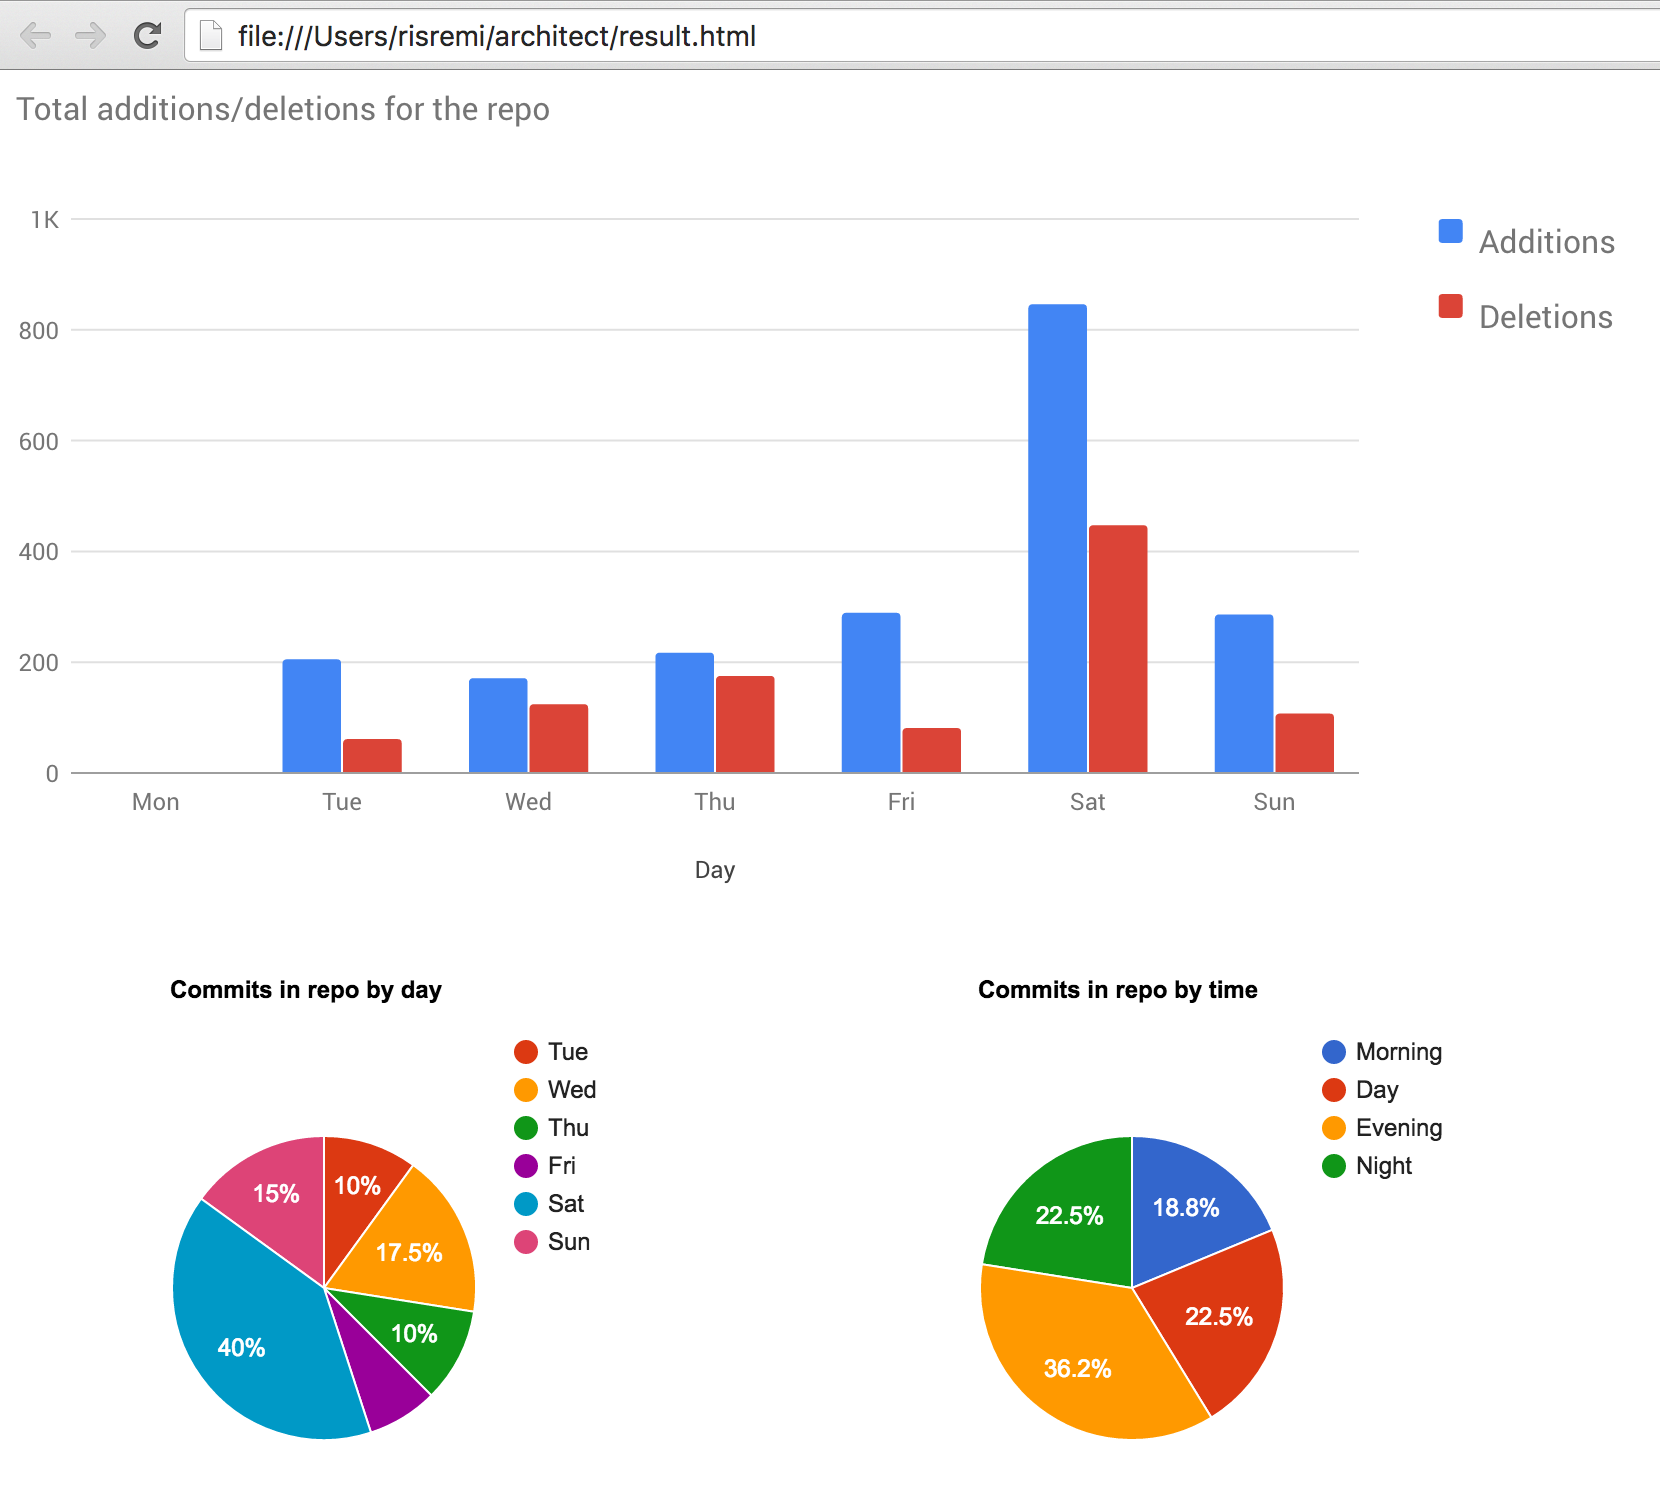 file:///Users/risremi/architect/result.html
Total additions/deletions for the repo
1K
800
600
400
200
0
Additions
Deletions
Mon Tue Wed Thu Fri Sat Sun
Day
Commits in repo by day
Tue
Wed
Thu
Fri
Sat
Sun
10%
15%
17.5%
10%
40%
Commits in repo by time
Morning
Day
Evening
Night
18.8%
22.5%
22.5%
36.2%